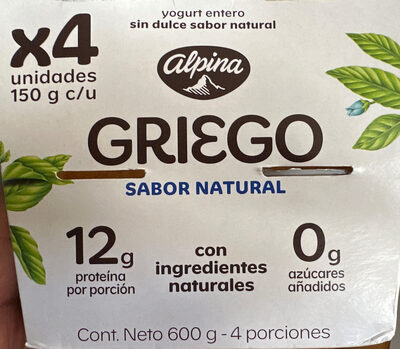 yogurt entero
sin dulce sabor natural
x4
unidades
150 g c/u
alpina
GRIEGO
SABOR NATURAL
12g
proteína
por porción
con
ingredientes
naturales
0g
azúcares
añadidos
Cont. Neto 600 g - 4 porciones